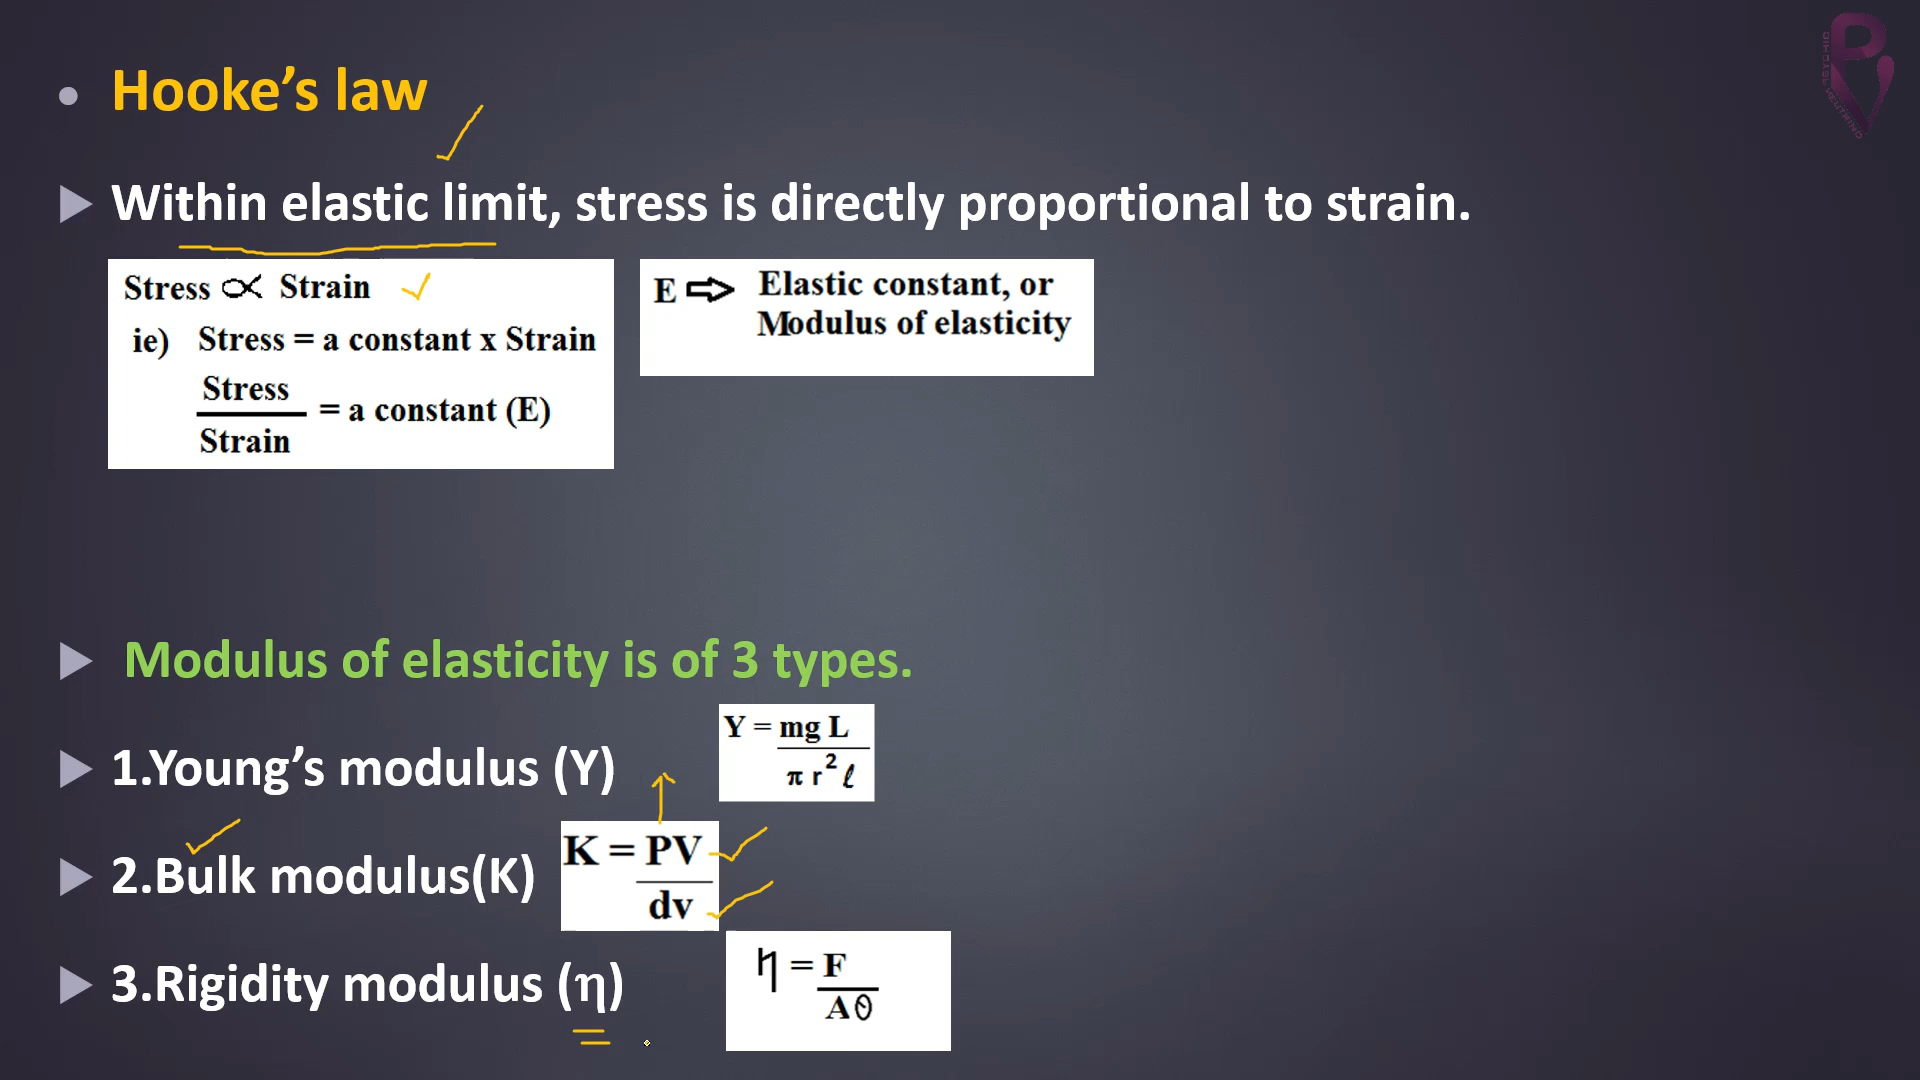 Hooke’s law
Within elastic limit, stress is directly proportional to strain.
Stress ∝ Strain
ie) Stress = a constant x Strain
Stress
Strain
= a constant (E)
E ⇨ Elastic constant, or
Modulus of elasticity
Modulus of elasticity is of 3 types.
1.Young’s modulus (Y)
Y = mg L
π r² ℓ
2.Bulk modulus(K)
K = PV
dv
3.Rigidity modulus (η)
η = F
A θ
PSYCHIC
NEUTRINO